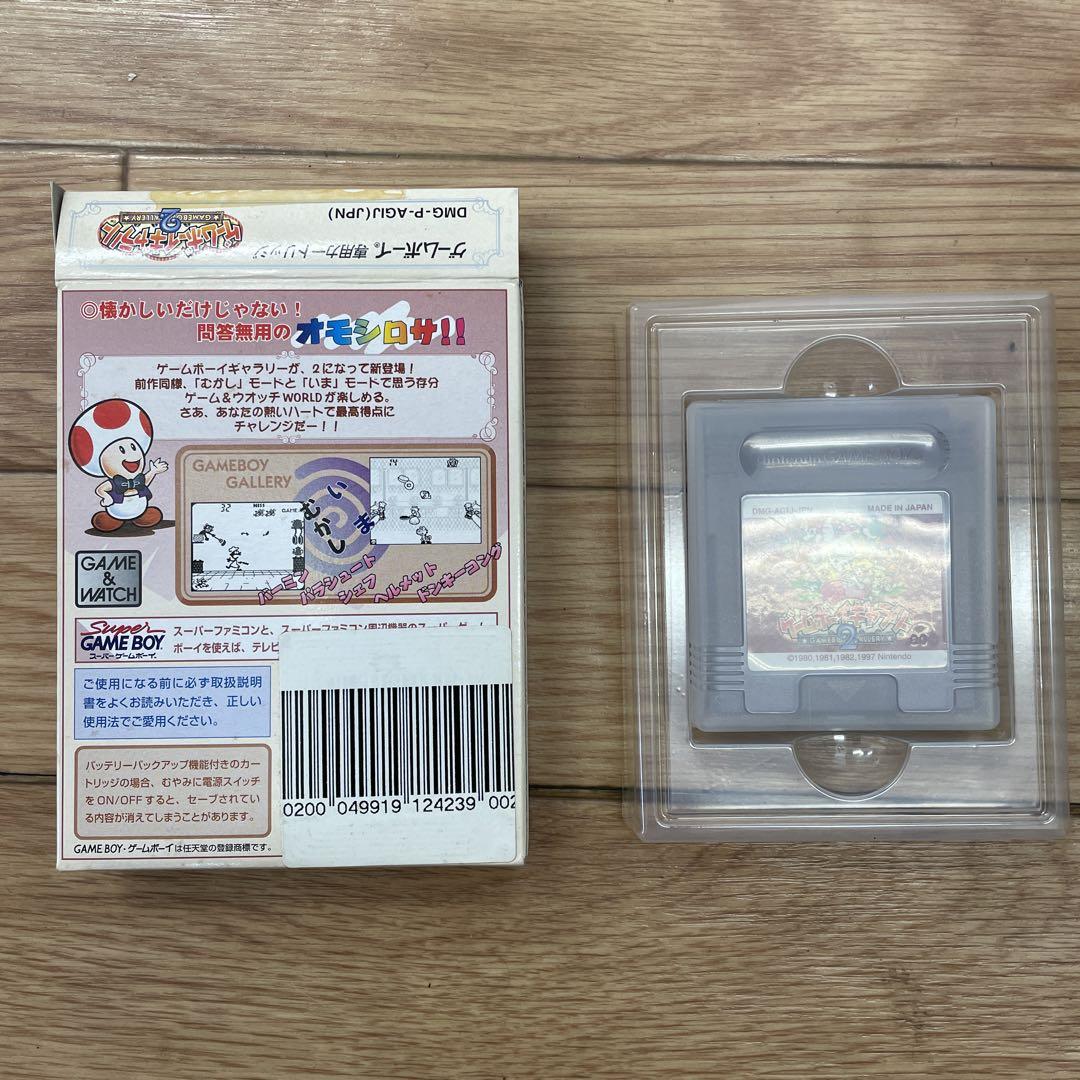 DMG-P-AGIJ(JPN)
ゲームボーイ® 専用カートリッジ
ゲームボーイギャラリー
2
★GAMEBOY GALLERY★
◎懐かしいだけじゃない！
問答無用のオモシロサ!!
ゲームボーイギャラリーが、2になって新登場！
前作同様、「むかし」モードと「いま」モードで思う存分
ゲーム&ウオッチWORLDが楽しめる。
さあ、あなたの熱いハートで最高得点に
チャレンジだー！！
GAMEBOY
GALLERY
むかし
いま
32
MISS
GAME A
14
バーミン
パラシュート
シェフ
ヘルメット
ドンキーコング
GAME
&
WATCH
Super
GAME BOY
スーパーゲームボーイ
スーパーファミコンと、スーパーファミコン周辺機器のスーパーゲーム
ボーイを使えば、テレビ
ご使用になる前に必ず取扱説明
書をよくお読みいただき、正しい
使用法でご愛用ください。
バッテリーバックアップ機能付きのカー
トリッジの場合、むやみに電源スイッチ
をON/OFFすると、セーブされてい
る内容が消えてしまうことがあります。
GAME BOY・ゲームボーイは任天堂の登録商標です。
0200 049919 124239 002
Nintendo GAME BOY
DMG-AGIJ-JPN
MADE IN JAPAN
ゲームボーイギャラリー
2
★GAMEBOY GALLERY★
©1980,1981,1982,1997 Nintendo